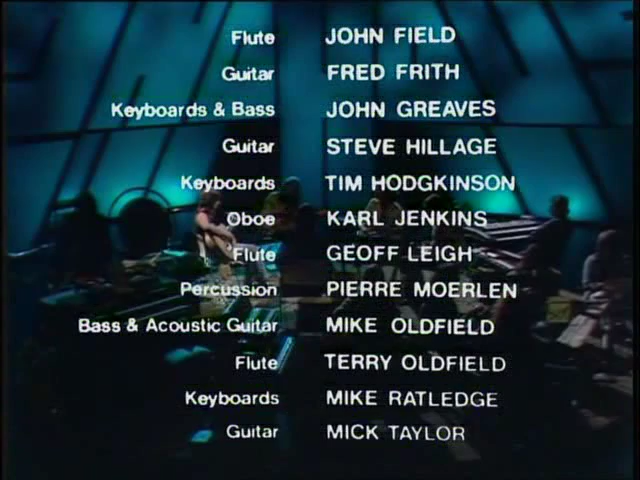 Flute JOHN FIELD
Guitar FRED FRITH
Keyboards & Bass JOHN GREAVES
Guitar STEVE HILLAGE
Keyboards TIM HODGKINSON
Oboe KARL JENKINS
Flute GEOFF LEIGH
Percussion PIERRE MOERLEN
Bass & Acoustic Guitar MIKE OLDFIELD
Flute TERRY OLDFIELD
Keyboards MIKE RATLEDGE
Guitar MICK TAYLOR